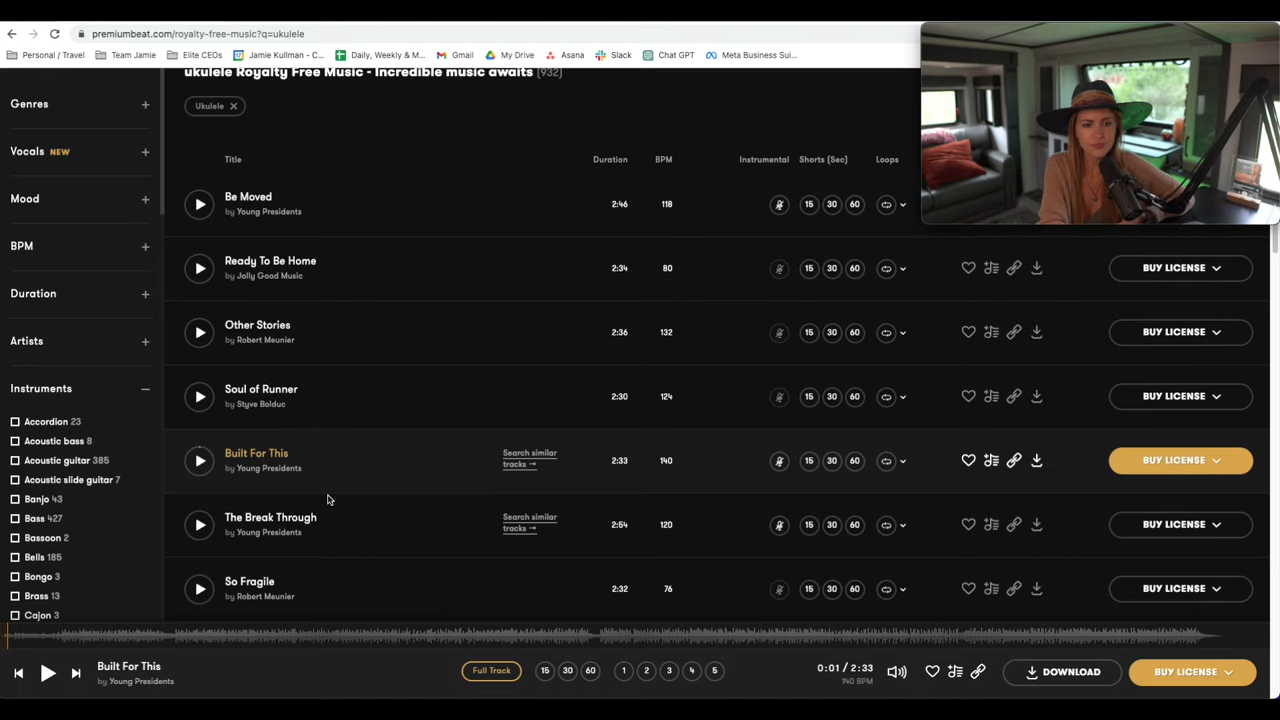 premiumbeat.com/royalty-free-music?q=ukulele
Personal / Travel
Team Jamie
Elite CEOs
Jamie Kullman - C...
Daily, Weekly & M...
Gmail
My Drive
Asana
Slack
Chat GPT
Meta Business Sui...
ukulele Royalty Free Music - Incredible music awaits (932)
Ukulele
Genres
Vocals NEW
Mood
BPM
Duration
Artists
Instruments
Accordion 23
Acoustic bass 8
Acoustic guitar 385
Acoustic slide guitar 7
Banjo 43
Bass 427
Bassoon 2
Bells 185
Bongo 3
Brass 13
Cajon 3
Title Duration BPM Instrumental Shorts (Sec) Loops
Be Moved
by Young Presidents
2:46 118 15 30 60
Ready To Be Home
by Jolly Good Music
2:34 80 15 30 60 BUY LICENSE
Other Stories
by Robert Meunier
2:36 132 15 30 60 BUY LICENSE
Soul of Runner
by Styve Bolduc
2:30 124 15 30 60 BUY LICENSE
Built For This
by Young Presidents
Search similar
tracks →
2:33 140 15 30 60 BUY LICENSE
The Break Through
by Young Presidents
Search similar
tracks →
2:54 120 15 30 60 BUY LICENSE
So Fragile
by Robert Meunier
2:32 76 15 30 60 BUY LICENSE
Built For This
by Young Presidents
Full Track 15 30 60 1 2 3 4 5
0:01 / 2:33
140 BPM
DOWNLOAD
BUY LICENSE